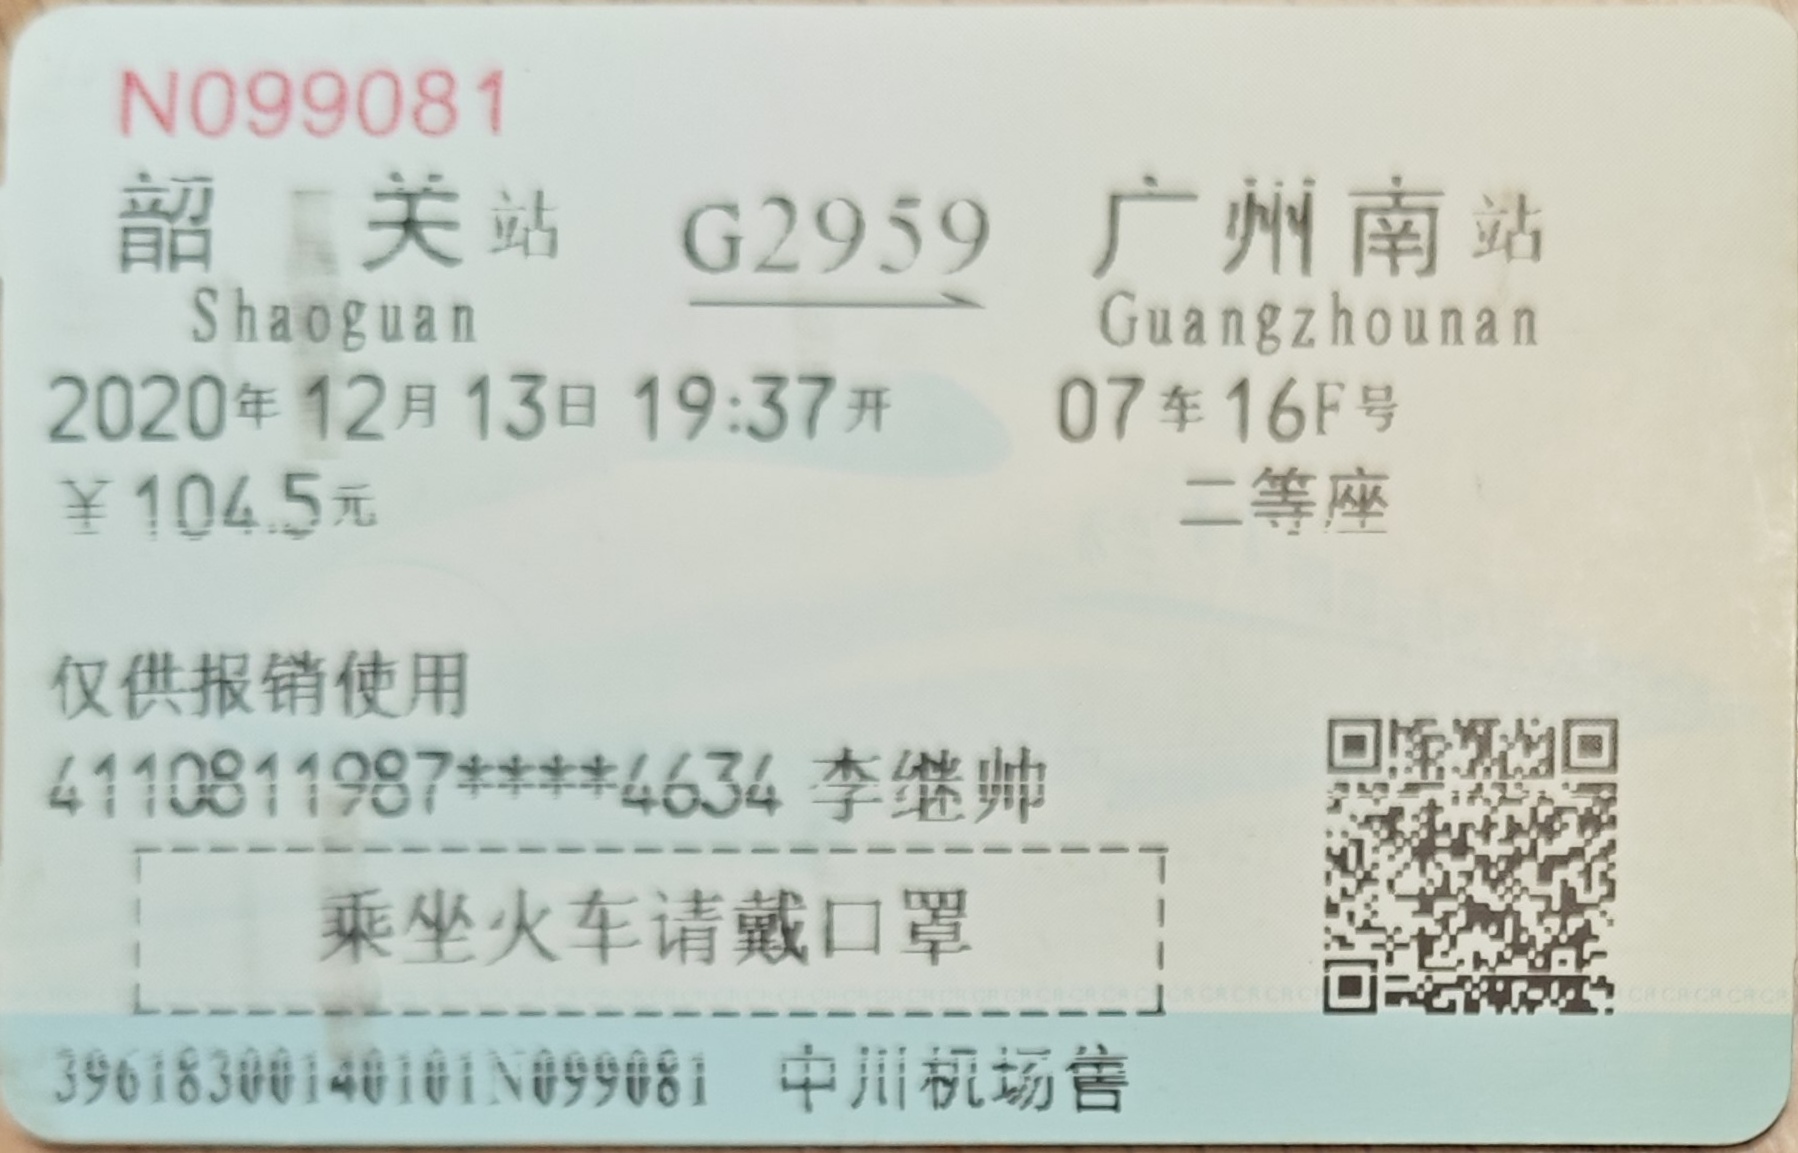 N099081
韶 关站 G2959 广州南站
Shaoguan Guangzhounan
2020年12月13日 19:37开 07车16F号
¥104.5元 二等座
仅供报销使用
4110811987****4634 李继帅
乘坐火车请戴口罩
39618300140101N099081 中川机场售